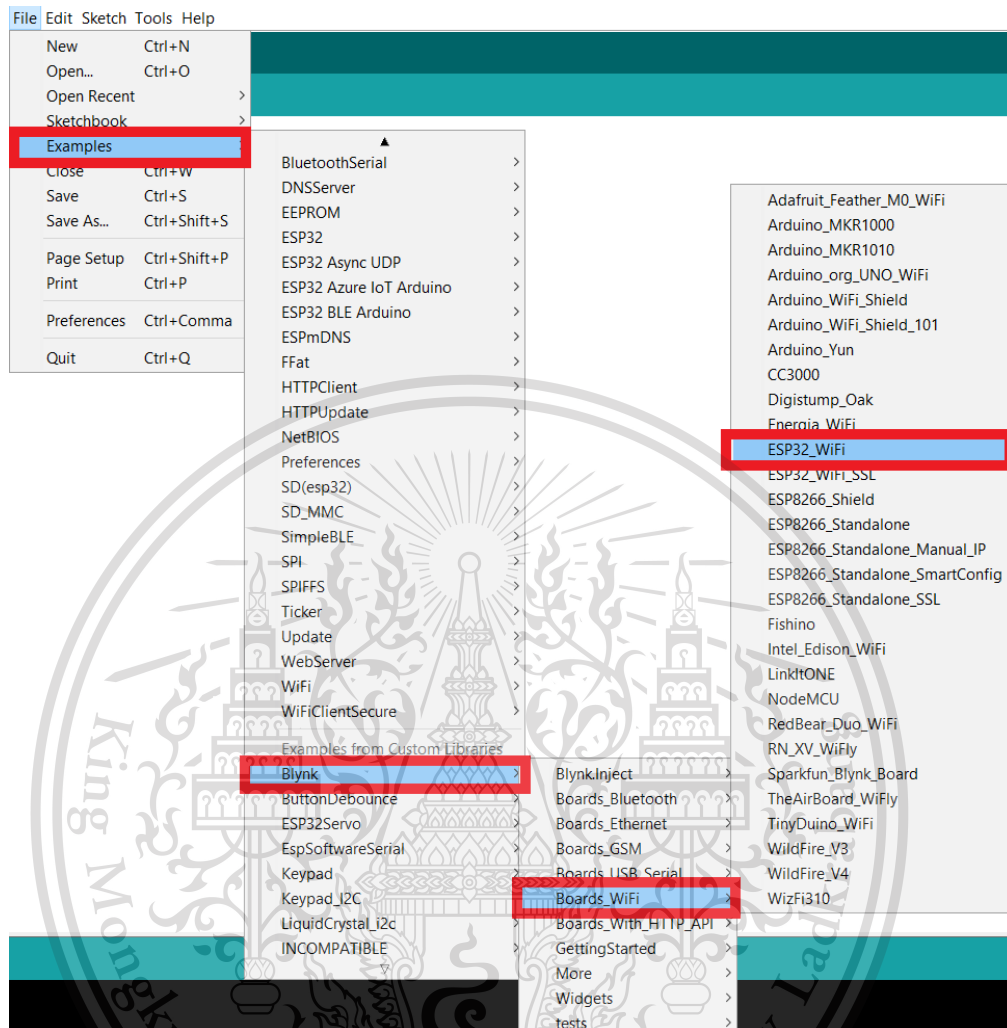 File Edit Sketch Tools Help
New Ctrl+N
Open... Ctrl+O
Open Recent
Sketchbook
Examples
Close Ctrl+W
Save Ctrl+S
Save As... Ctrl+Shift+S
Page Setup Ctrl+Shift+P
Print Ctrl+P
Preferences Ctrl+Comma
Quit Ctrl+Q
BluetoothSerial
DNSServer
EEPROM
ESP32
ESP32 Async UDP
ESP32 Azure IoT Arduino
ESP32 BLE Arduino
ESPmDNS
FFat
HTTPClient
HTTPUpdate
NetBIOS
Preferences
SD(esp32)
SD_MMC
SimpleBLE
SPI
SPIFFS
Ticker
Update
WebServer
WiFi
WiFiClientSecure
Examples from Custom Libraries
Blynk
ButtonDebounce
ESP32Servo
EspSoftwareSerial
Keypad
Keypad_I2C
LiquidCrystal_i2c
INCOMPATIBLE
Blynk.Inject
Boards_Bluetooth
Boards_Ethernet
Boards_GSM
Boards_USB_Serial
Boards_WiFi
Boards_With_HTTP_API
GettingStarted
More
Widgets
tests
Adafruit_Feather_M0_WiFi
Arduino_MKR1000
Arduino_MKR1010
Arduino_org_UNO_WiFi
Arduino_WiFi_Shield
Arduino_WiFi_Shield_101
Arduino_Yun
CC3000
Digistump_Oak
Energia_WiFi
ESP32_WiFi
ESP32_WiFi_SSL
ESP8266_Shield
ESP8266_Standalone
ESP8266_Standalone_Manual_IP
ESP8266_Standalone_SmartConfig
ESP8266_Standalone_SSL
Fishino
Intel_Edison_WiFi
LinkItONE
NodeMCU
RedBear_Duo_WiFi
RN_XV_WiFly
Sparkfun_Blynk_Board
TheAirBoard_WiFly
TinyDuino_WiFi
WildFire_V3
WildFire_V4
WizFi310
King Mongk